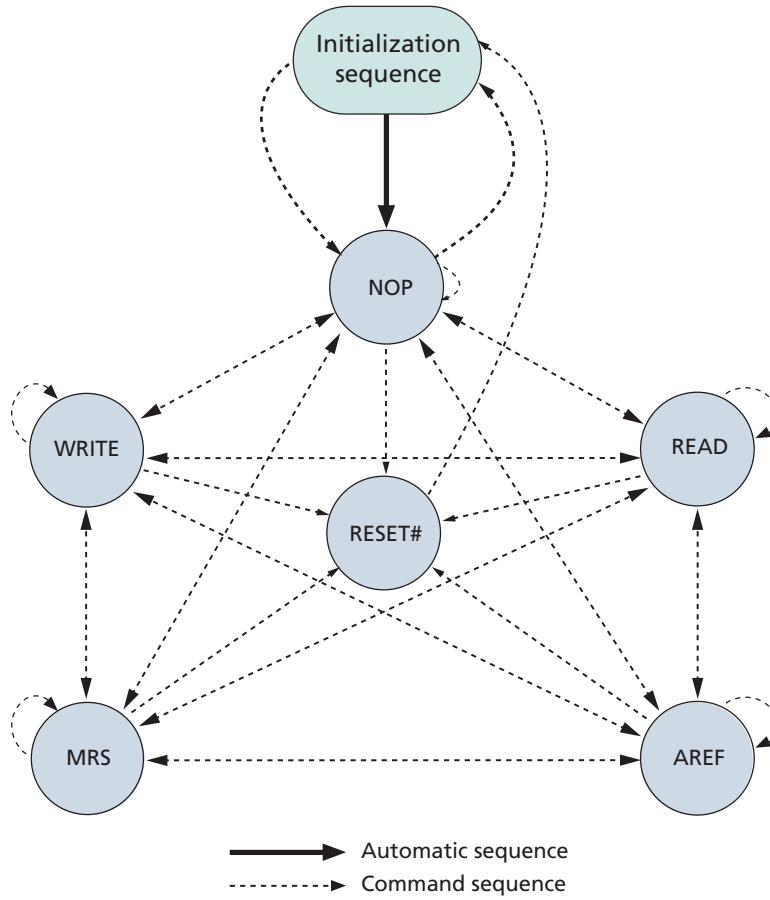 Initialization
sequence
NOP
WRITE
READ
RESET#
MRS
AREF
Automatic sequence
Command sequence